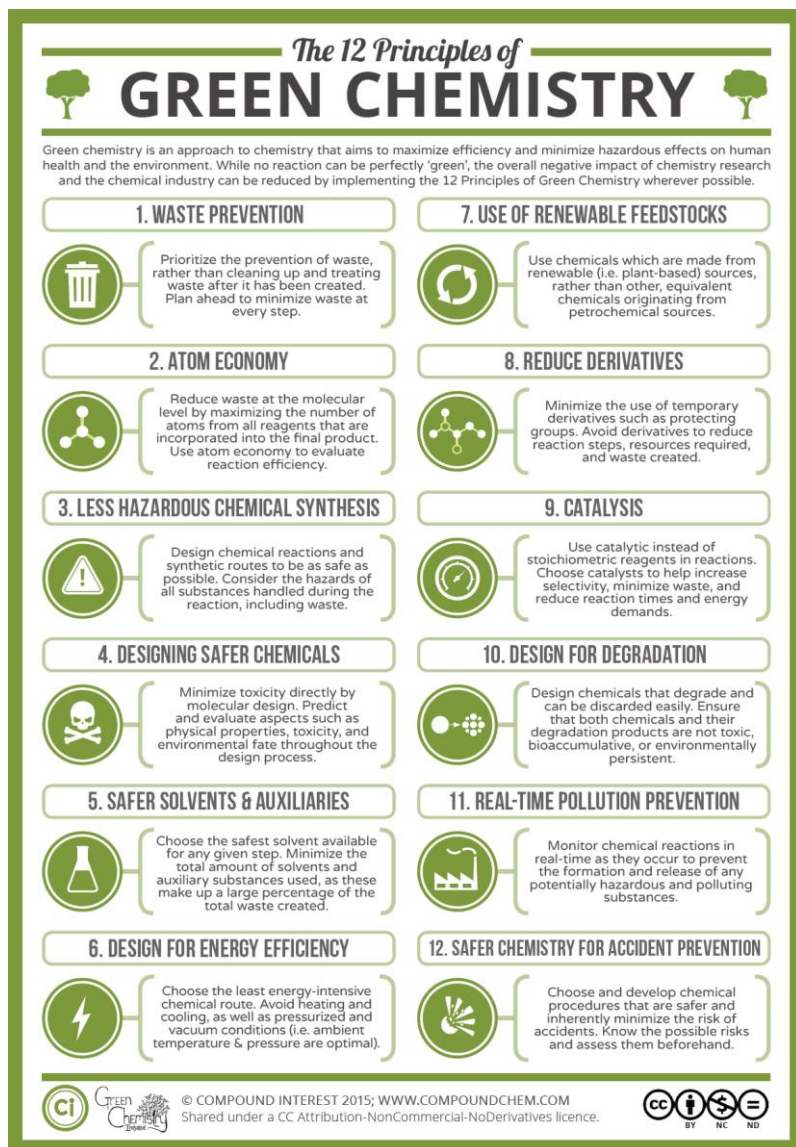 The 12 Principles of
GREEN CHEMISTRY
Green chemistry is an approach to chemistry that aims to maximize efficiency and minimize hazardous effects on human
health and the environment. While no reaction can be perfectly ‘green’, the overall negative impact of chemistry research
and the chemical industry can be reduced by implementing the 12 Principles of Green Chemistry wherever possible.
1. WASTE PREVENTION
Prioritize the prevention of waste,
rather than cleaning up and treating
waste after it has been created.
Plan ahead to minimize waste at
every step.
2. ATOM ECONOMY
Reduce waste at the molecular
level by maximizing the number of
atoms from all reagents that are
incorporated into the final product.
Use atom economy to evaluate
reaction efficiency.
3. LESS HAZARDOUS CHEMICAL SYNTHESIS
Design chemical reactions and
synthetic routes to be as safe as
possible. Consider the hazards of
all substances handled during the
reaction, including waste.
4. DESIGNING SAFER CHEMICALS
Minimize toxicity directly by
molecular design. Predict
and evaluate aspects such as
physical properties, toxicity, and
environmental fate throughout the
design process.
5. SAFER SOLVENTS & AUXILIARIES
Choose the safest solvent available
for any given step. Minimize the
total amount of solvents and
auxiliary substances used, as these
make up a large percentage of the
total waste created.
6. DESIGN FOR ENERGY EFFICIENCY
Choose the least energy-intensive
chemical route. Avoid heating and
cooling, as well as pressurized and
vacuum conditions (i.e. ambient
temperature & pressure are optimal).
7. USE OF RENEWABLE FEEDSTOCKS
Use chemicals which are made from
renewable (i.e. plant-based) sources,
rather than other, equivalent
chemicals originating from
petrochemical sources.
8. REDUCE DERIVATIVES
Minimize the use of temporary
derivatives such as protecting
groups. Avoid derivatives to reduce
reaction steps, resources required,
and waste created.
9. CATALYSIS
Use catalytic instead of
stoichiometric reagents in reactions.
Choose catalysts to help increase
selectivity, minimize waste, and
reduce reaction times and energy
demands.
10. DESIGN FOR DEGRADATION
Design chemicals that degrade and
can be discarded easily. Ensure
that both chemicals and their
degradation products are not toxic,
bioaccumulative, or environmentally
persistent.
11. REAL-TIME POLLUTION PREVENTION
Monitor chemical reactions in
real-time as they occur to prevent
the formation and release of any
potentially hazardous and polluting
substances.
12. SAFER CHEMISTRY FOR ACCIDENT PREVENTION
Choose and develop chemical
procedures that are safer and
inherently minimize the risk of
accidents. Know the possible risks
and assess them beforehand.
Ci
Green
Chemistry
© COMPOUND INTEREST 2015; WWW.COMPOUNDCHEM.COM
Shared under a CC Attribution-NonCommercial-NoDerivatives licence.
cc
BY NC ND